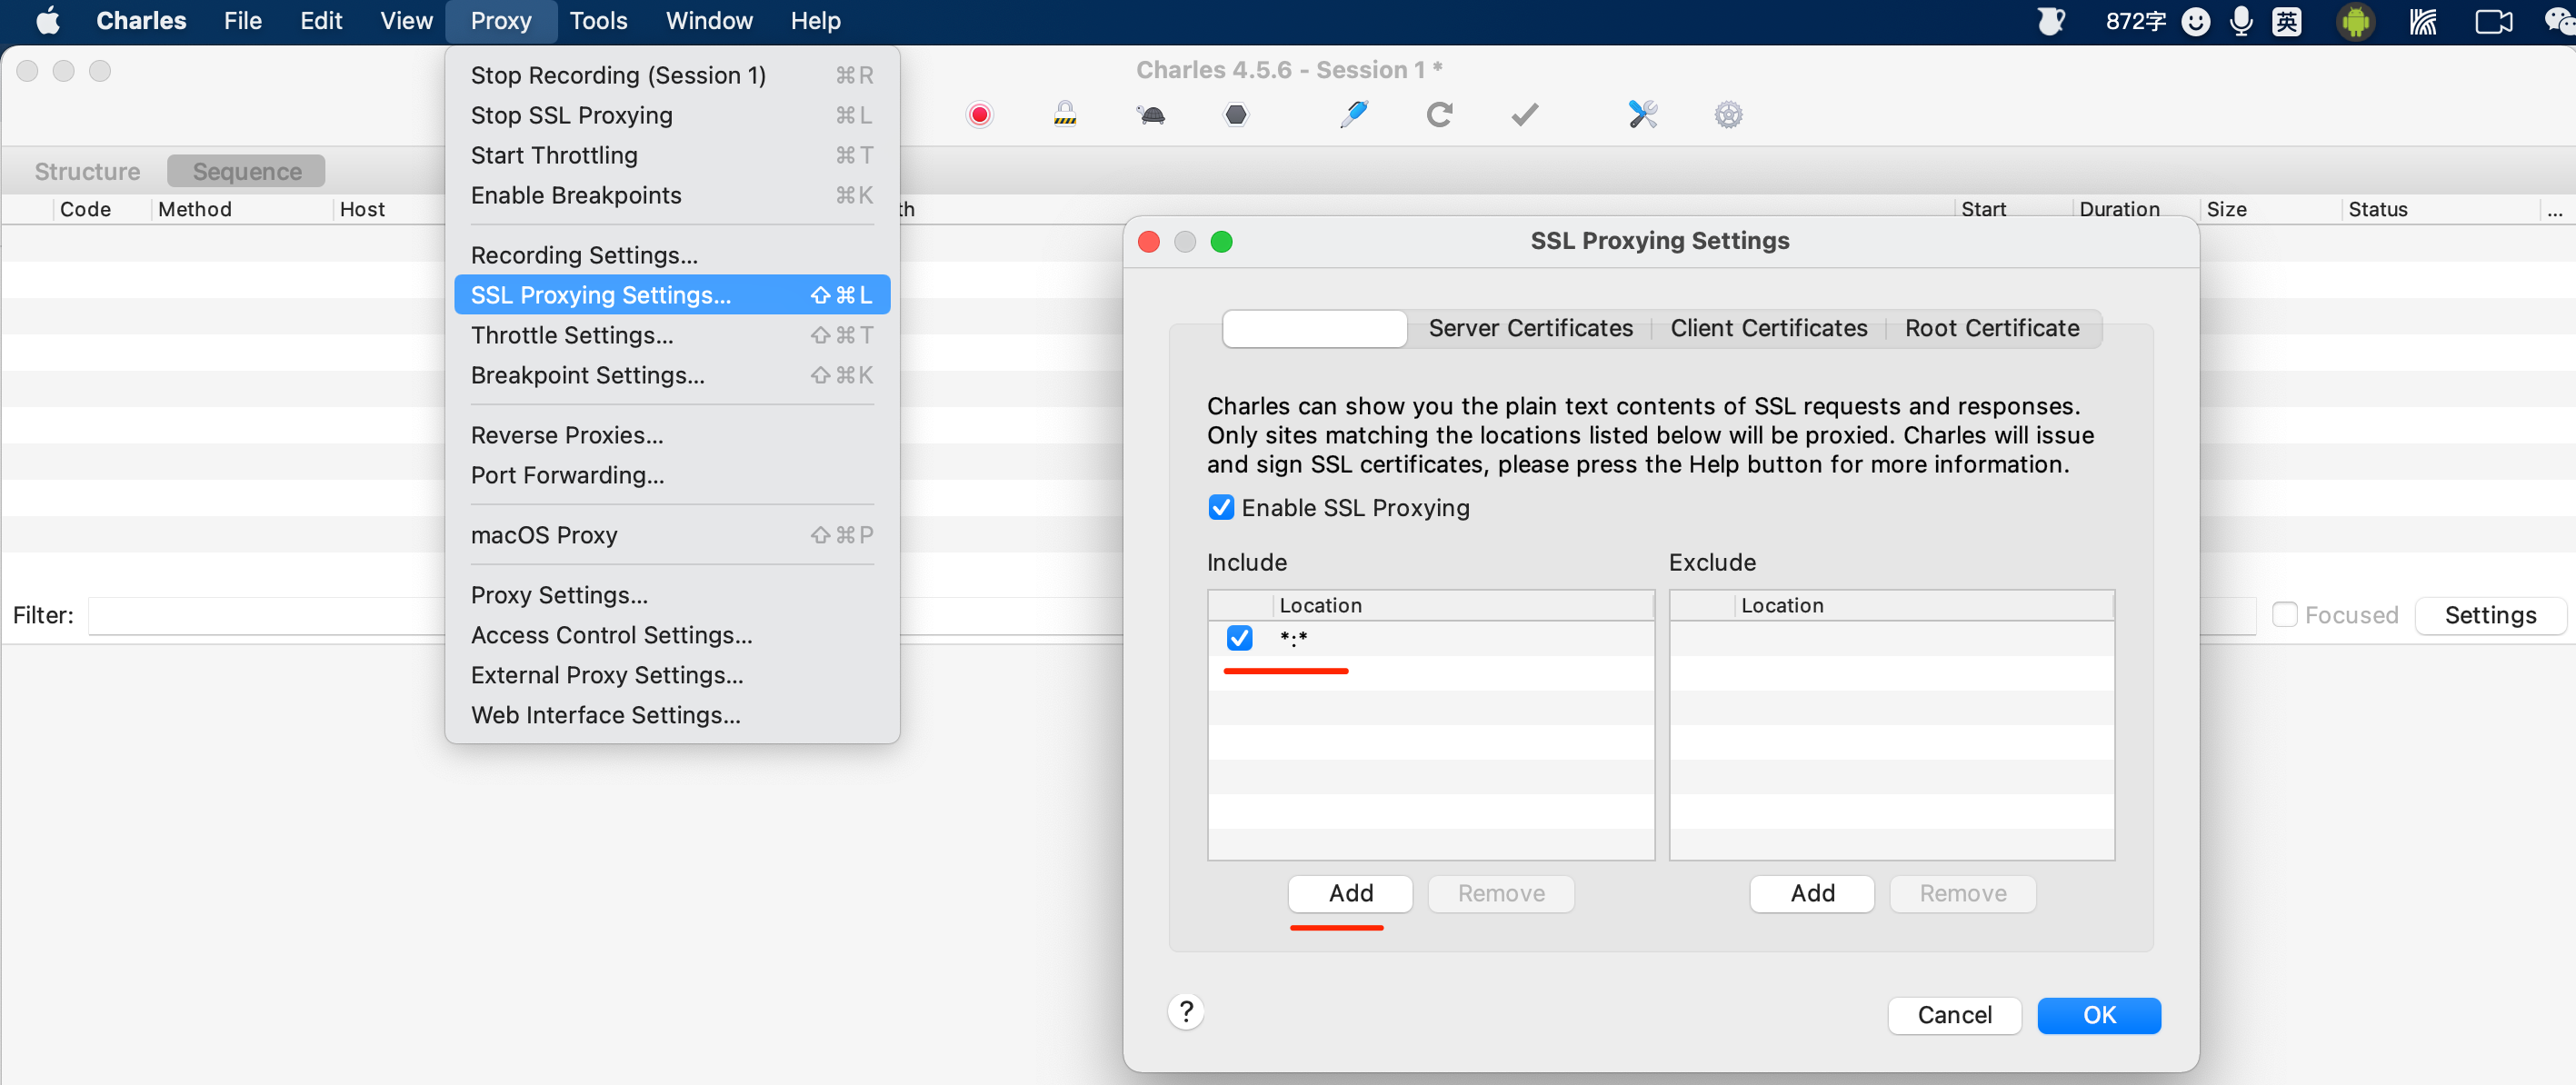 Charles File Edit View Proxy Tools Window Help 872字 英
Charles 4.5.6 - Session 1 *
Stop Recording (Session 1) ⌘R
Stop SSL Proxying ⌘L
Start Throttling ⌘T
Enable Breakpoints ⌘K
Recording Settings...
SSL Proxying Settings... ⇧⌘L
Throttle Settings... ⇧⌘T
Breakpoint Settings... ⇧⌘K
Reverse Proxies...
Port Forwarding...
macOS Proxy ⇧⌘P
Proxy Settings...
Access Control Settings...
External Proxy Settings...
Web Interface Settings...
Structure Sequence
Code Method Host th Start Duration Size Status ...
Filter: Focused Settings
SSL Proxying Settings
Server Certificates Client Certificates Root Certificate
Charles can show you the plain text contents of SSL requests and responses.
Only sites matching the locations listed below will be proxied. Charles will issue
and sign SSL certificates, please press the Help button for more information.
Enable SSL Proxying
Include Exclude
Location Location
*:*
Add Remove Add Remove
? Cancel OK